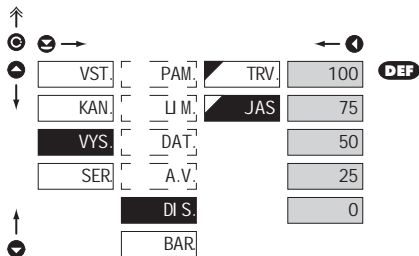 VST. PAM. TRV. 100 DEF
KAN. LIM. JAS 75
VYS. DAT. 50
SER. A.V. 25
DIS. 0
BAR.